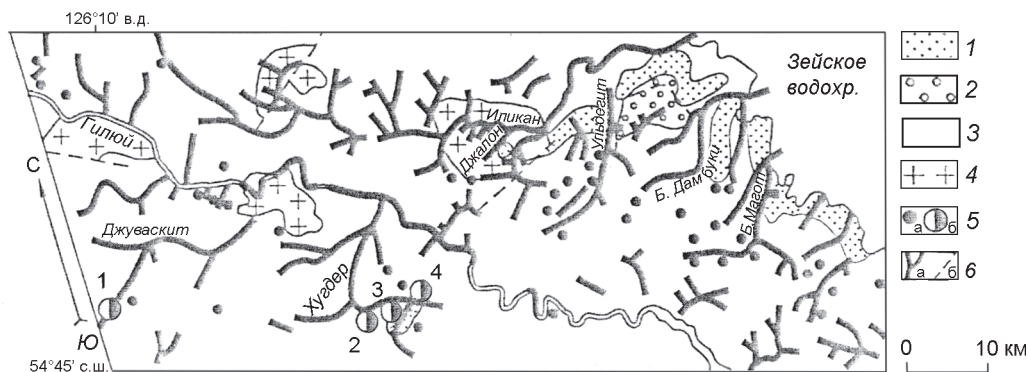 126°10' в.д.
Зейское
водохр.
Гилюй
Иликан
Джалон
Ульдегит
Б. Дамбуки
Б.Магот
С
Джуваскит
Хугдер
1
2
3
4
Ю
54°45' с.ш.
1
2
3
4
а б 5
а б 6
0 10 км